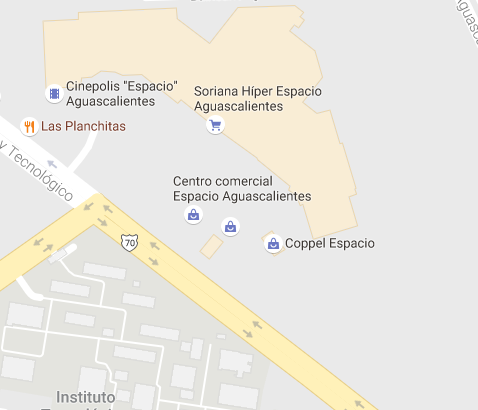 Cinepolis "Espacio"
Aguascalientes
Soriana Híper Espacio
Aguascalientes
Las Planchitas
y Tecnológico
Centro comercial
Espacio Aguascalientes
Coppel Espacio
70
Instituto